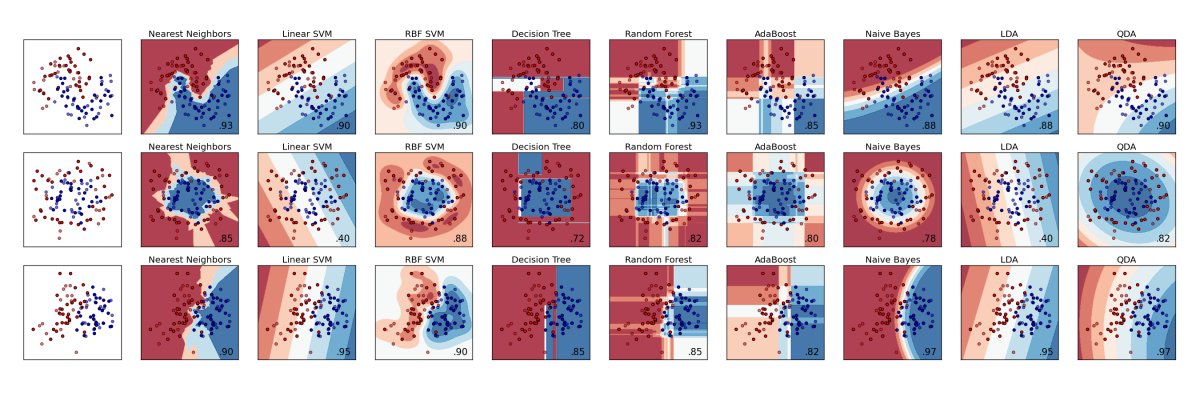 Nearest Neighbors Linear SVM RBF SVM Decision Tree Random Forest AdaBoost Naive Bayes LDA QDA
.93 .90 .90 .80 .93 .85 .88 .88 .90
Nearest Neighbors Linear SVM RBF SVM Decision Tree Random Forest AdaBoost Naive Bayes LDA QDA
.85 .40 .88 .72 .82 .80 .78 .40 .82
Nearest Neighbors Linear SVM RBF SVM Decision Tree Random Forest AdaBoost Naive Bayes LDA QDA
.90 .95 .90 .85 .85 .82 .97 .95 .97